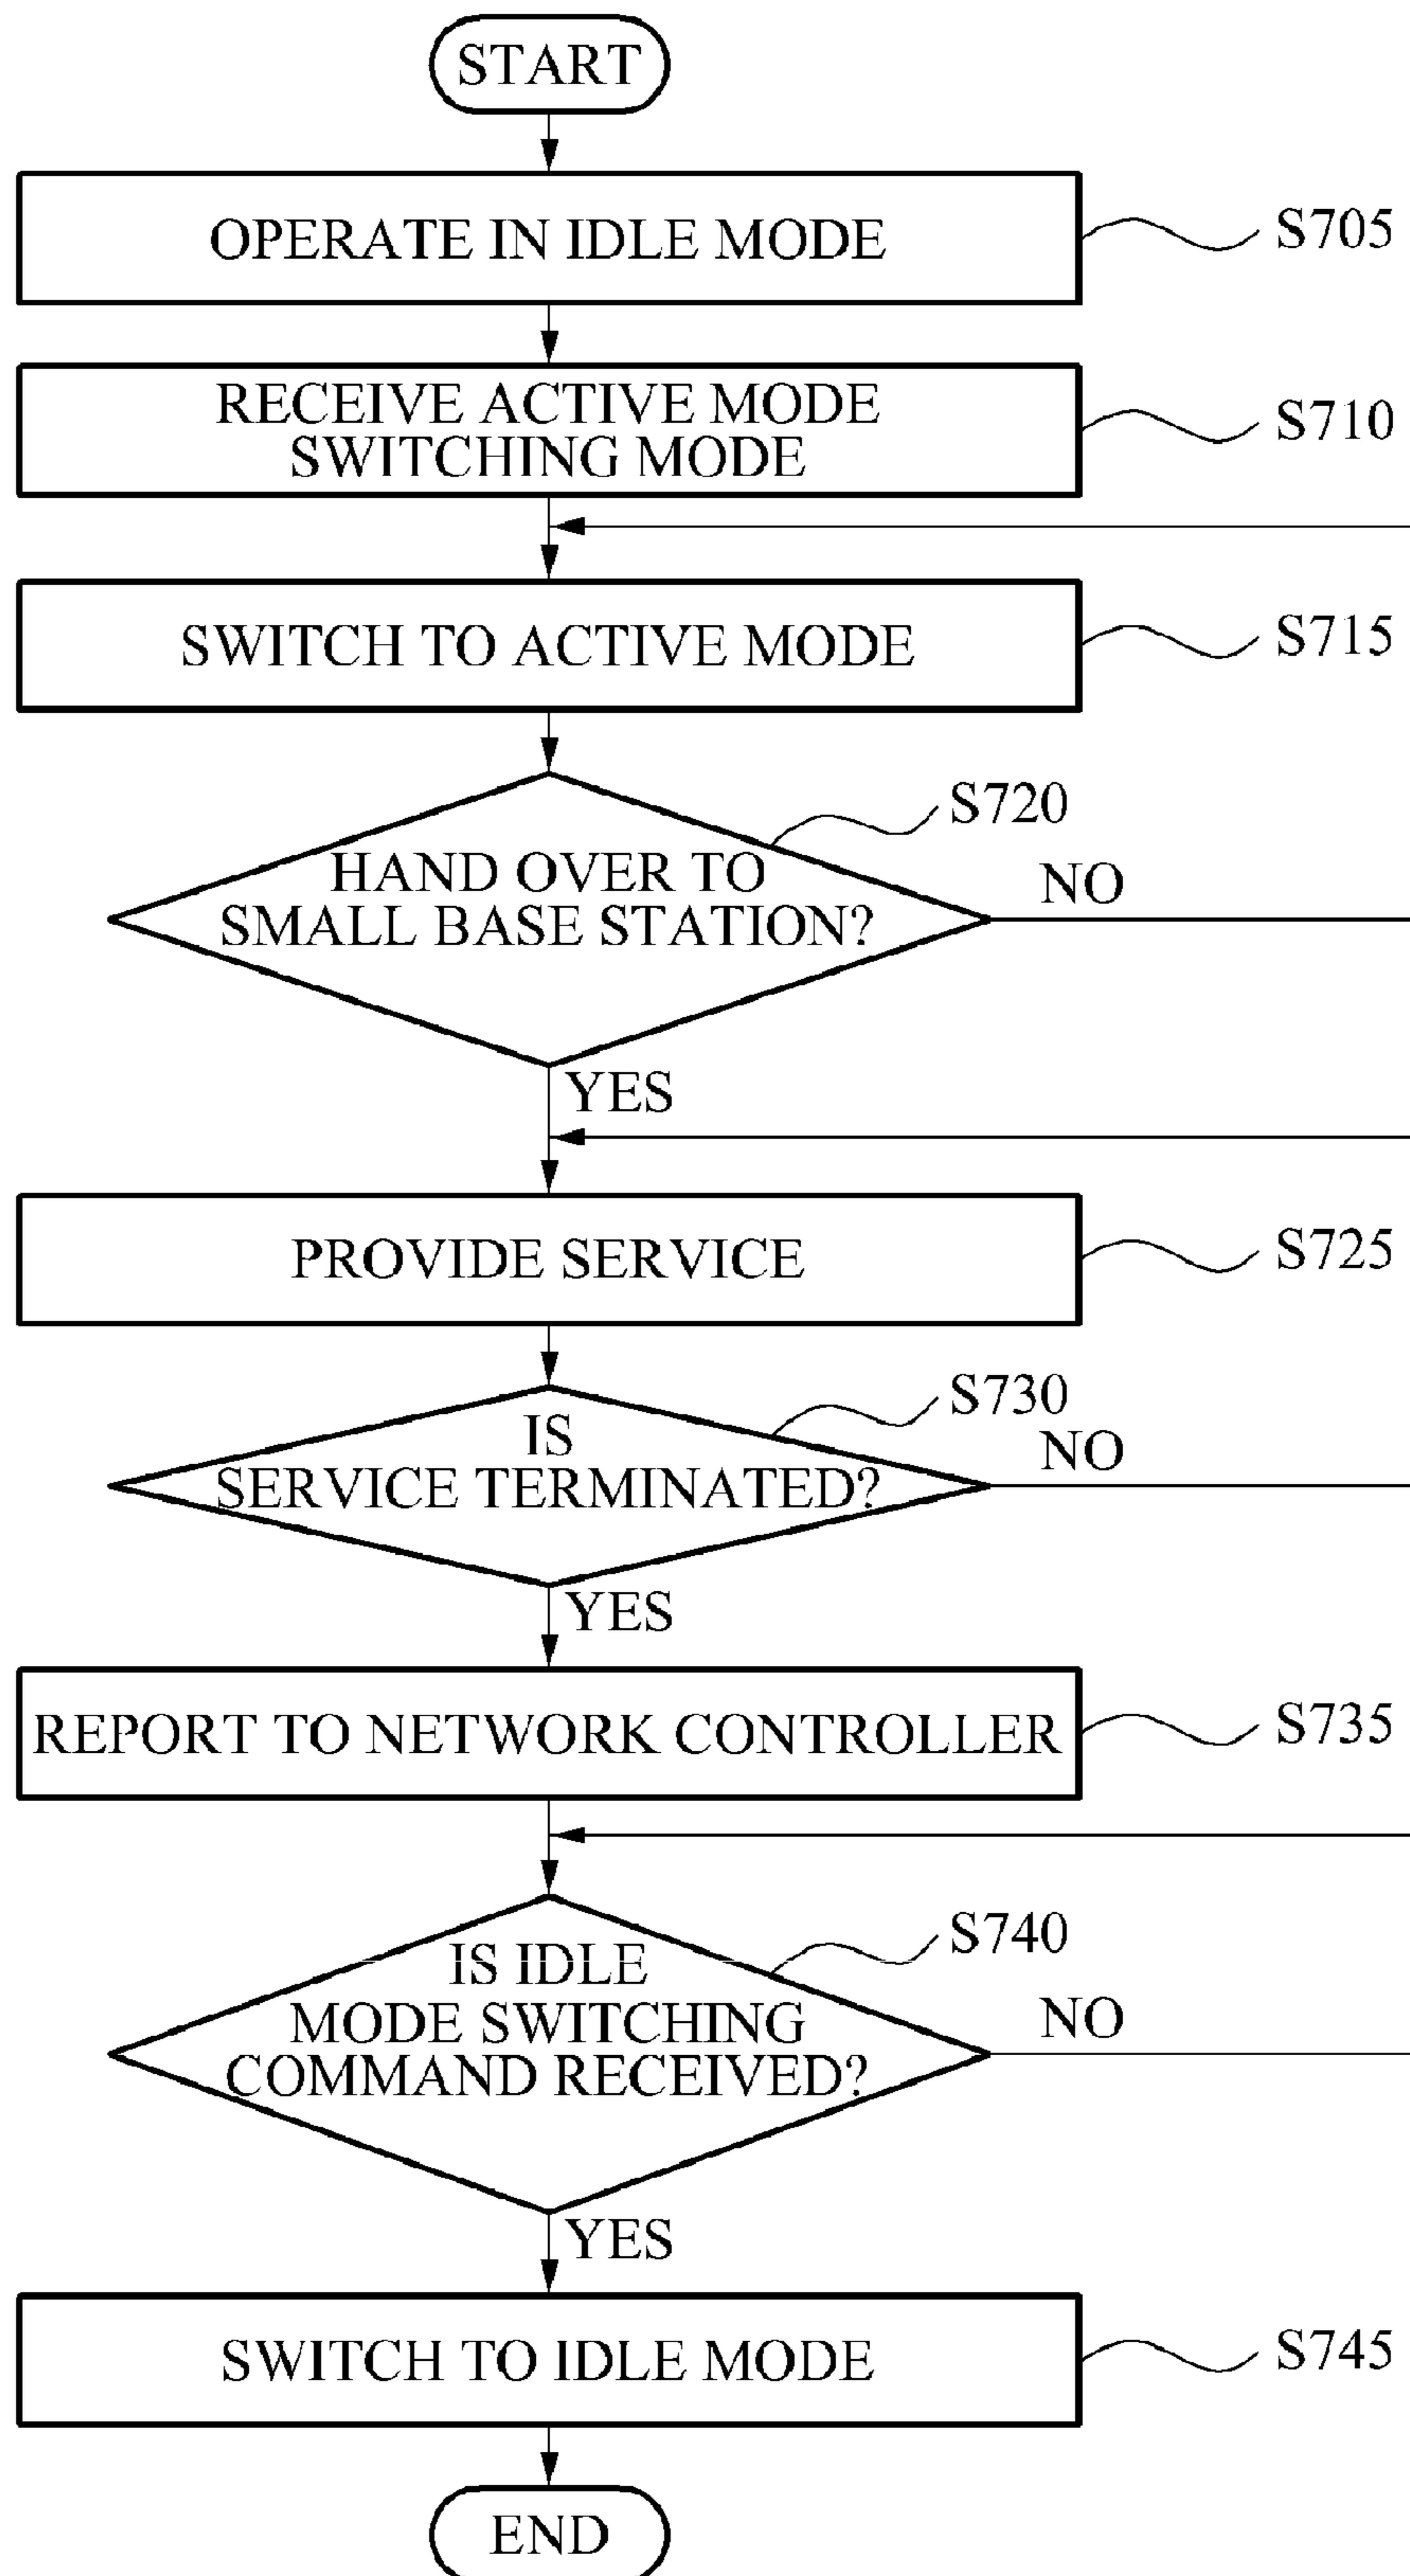 START
OPERATE IN IDLE MODE
S705
RECEIVE ACTIVE MODE
SWITCHING MODE
S710
SWITCH TO ACTIVE MODE
S715
S720
HAND OVER TO
SMALL BASE STATION?
NO
YES
PROVIDE SERVICE
S725
S730
IS
SERVICE TERMINATED?
NO
YES
REPORT TO NETWORK CONTROLLER
S735
S740
IS IDLE
MODE SWITCHING
COMMAND RECEIVED?
NO
YES
SWITCH TO IDLE MODE
S745
END